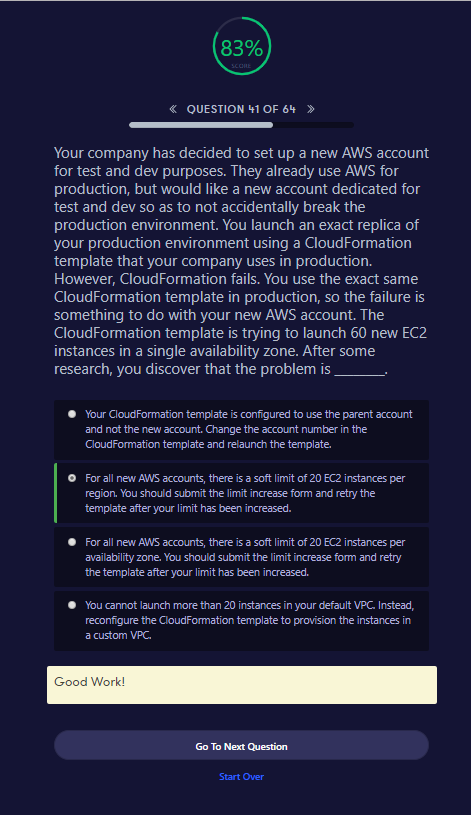 83%
SCORE
« QUESTION 41 OF 64 »
Your company has decided to set up a new AWS account
for test and dev purposes. They already use AWS for
production, but would like a new account dedicated for
test and dev so as to not accidentally break the
production environment. You launch an exact replica of
your production environment using a CloudFormation
template that your company uses in production.
However, CloudFormation fails. You use the exact same
CloudFormation template in production, so the failure is
something to do with your new AWS account. The
CloudFormation template is trying to launch 60 new EC2
instances in a single availability zone. After some
research, you discover that the problem is ________.
Your CloudFormation template is configured to use the parent account
and not the new account. Change the account number in the
CloudFormation template and relaunch the template.
For all new AWS accounts, there is a soft limit of 20 EC2 instances per
region. You should submit the limit increase form and retry the
template after your limit has been increased.
For all new AWS accounts, there is a soft limit of 20 EC2 instances per
availability zone. You should submit the limit increase form and retry
the template after your limit has been increased.
You cannot launch more than 20 instances in your default VPC. Instead,
reconfigure the CloudFormation template to provision the instances in
a custom VPC.
Good Work!
Go To Next Question
Start Over